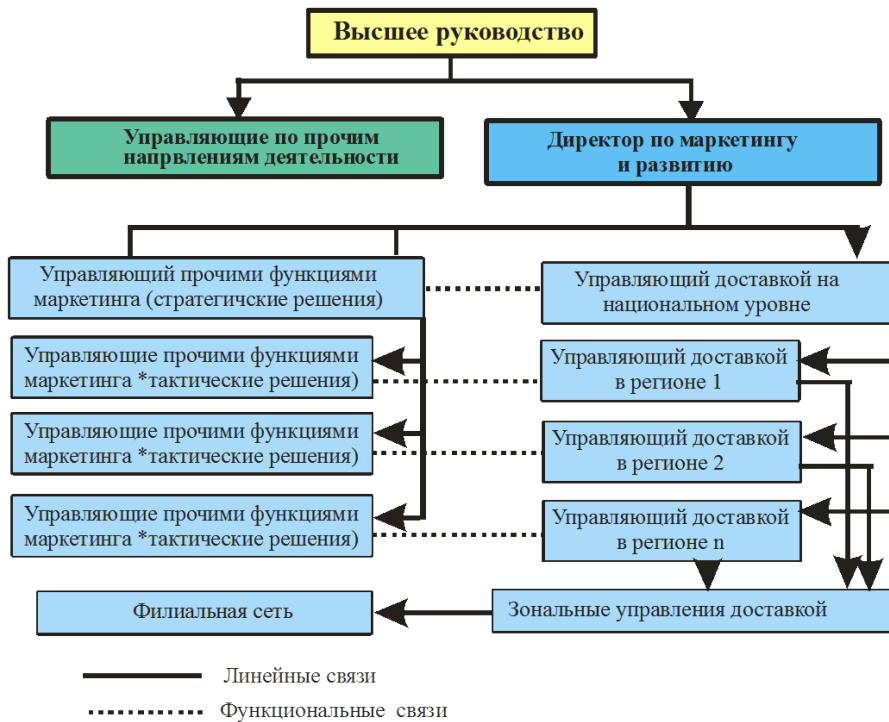 Высшее руководство
Управляющие по прочим
напрвлениям деятельности
Директор по маркетингу
и развитию
Управляющий прочими функциями
маркетинга (стратегичские решения)
Управляющий доставкой на
национальном уровне
Управляющие прочими функциями
маркетинга *тактические решения)
Управляющий доставкой
в регионе 1
Управляющие прочими функциями
маркетинга *тактические решения)
Управляющий доставкой
в регионе 2
Управляющие прочими функциями
маркетинга *тактические решения)
Управляющий доставкой
в регионе n
Филиальная сеть
Зональные управления доставкой
Линейные связи
Функциональные связи